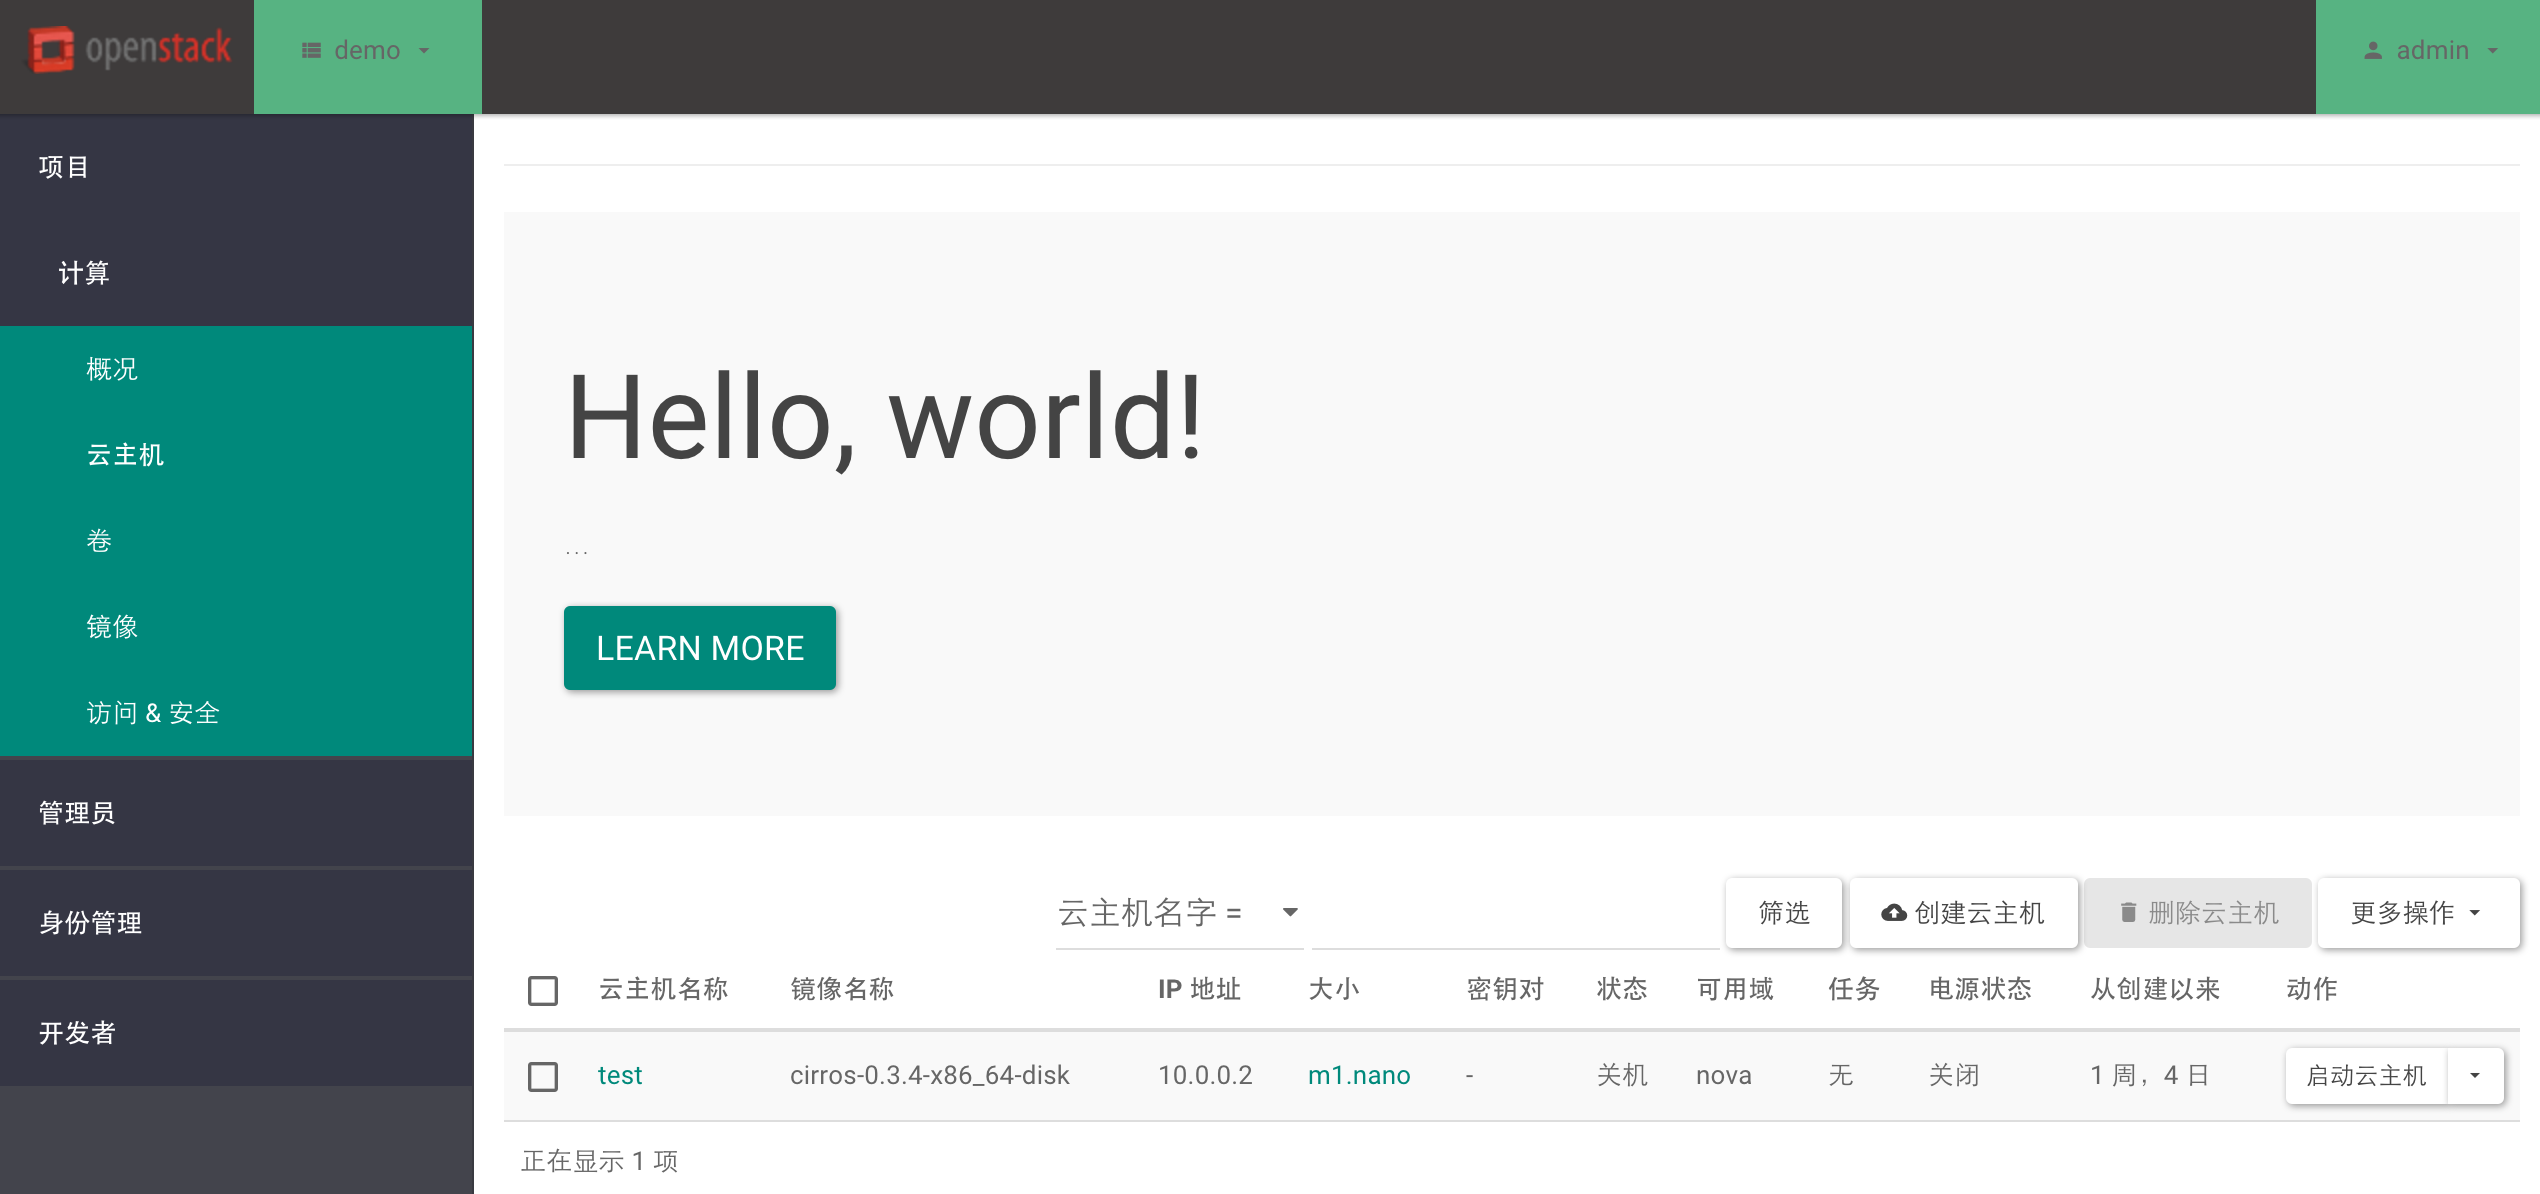 openstack
demo
admin
项目
计算
概况
云主机
卷
镜像
访问 & 安全
管理员
身份管理
开发者
Hello, world!
...
LEARN MORE
云主机名字 =
筛选
创建云主机
删除云主机
更多操作
云主机名称 镜像名称 IP 地址 大小 密钥对 状态 可用域 任务 电源状态 从创建以来 动作
test cirros-0.3.4-x86_64-disk 10.0.0.2 m1.nano - 关机 nova 无 关闭 1 周，4 日 启动云主机
正在显示 1 项